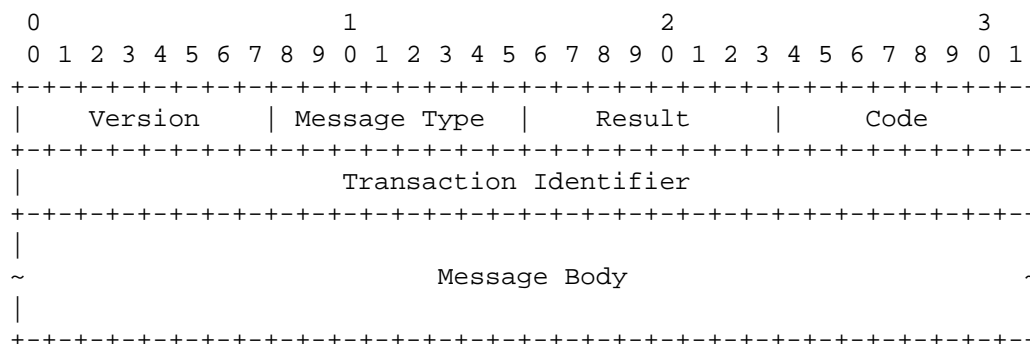 0                   1                   2                   3
 0 1 2 3 4 5 6 7 8 9 0 1 2 3 4 5 6 7 8 9 0 1 2 3 4 5 6 7 8 9 0 1
+-+-+-+-+-+-+-+-+-+-+-+-+-+-+-+-+-+-+-+-+-+-+-+-+-+-+-+-+-+-+-+--
|    Version    | Message Type  |    Result     |     Code
+-+-+-+-+-+-+-+-+-+-+-+-+-+-+-+-+-+-+-+-+-+-+-+-+-+-+-+-+-+-+-+--
|                    Transaction Identifier
+-+-+-+-+-+-+-+-+-+-+-+-+-+-+-+-+-+-+-+-+-+-+-+-+-+-+-+-+-+-+-+--
|
~                          Message Body                         ~
|
+-+-+-+-+-+-+-+-+-+-+-+-+-+-+-+-+-+-+-+-+-+-+-+-+-+-+-+-+-+-+-+--